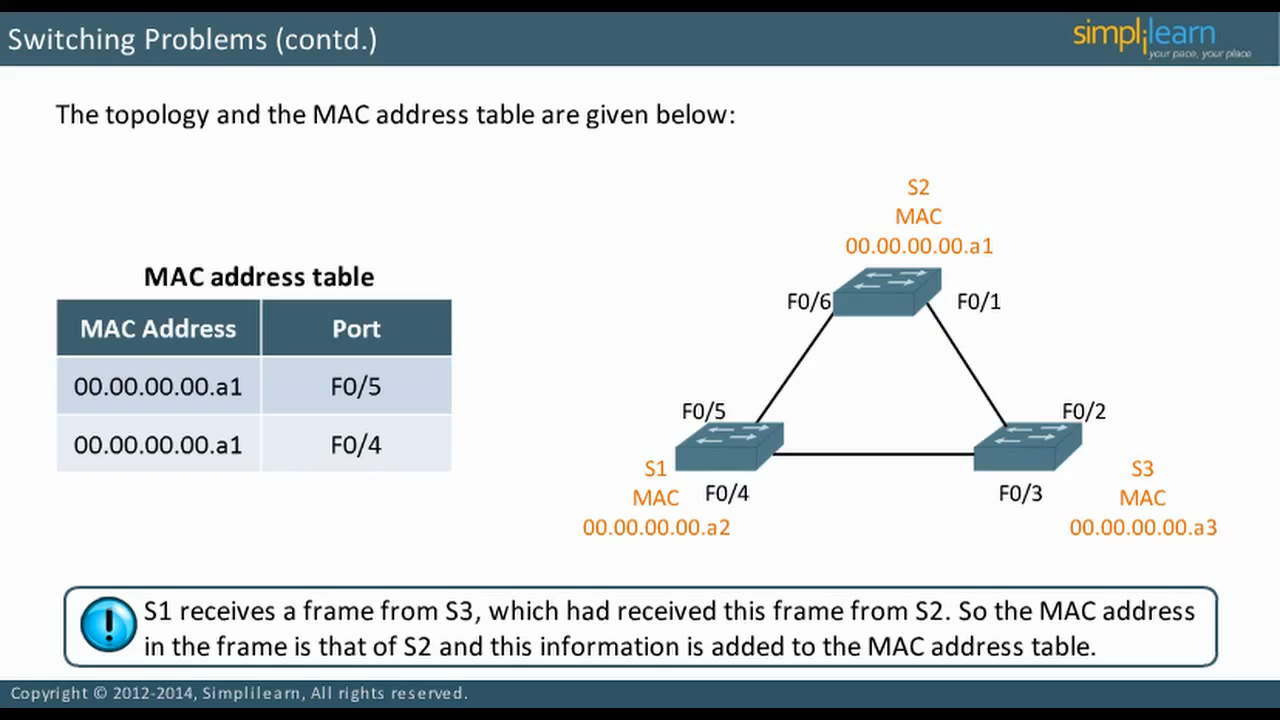 Switching Problems (contd.)
simplilearn
your pace, your place
The topology and the MAC address table are given below:
MAC address table
MAC Address Port
00.00.00.00.a1 F0/5
00.00.00.00.a1 F0/4
S2
MAC
00.00.00.00.a1
F0/6 F0/1
F0/5 F0/2
S1
MAC
00.00.00.00.a2
F0/4 F0/3
S3
MAC
00.00.00.00.a3
S1 receives a frame from S3, which had received this frame from S2. So the MAC address
in the frame is that of S2 and this information is added to the MAC address table.
Copyright © 2012-2014, Simplilearn, All rights reserved.